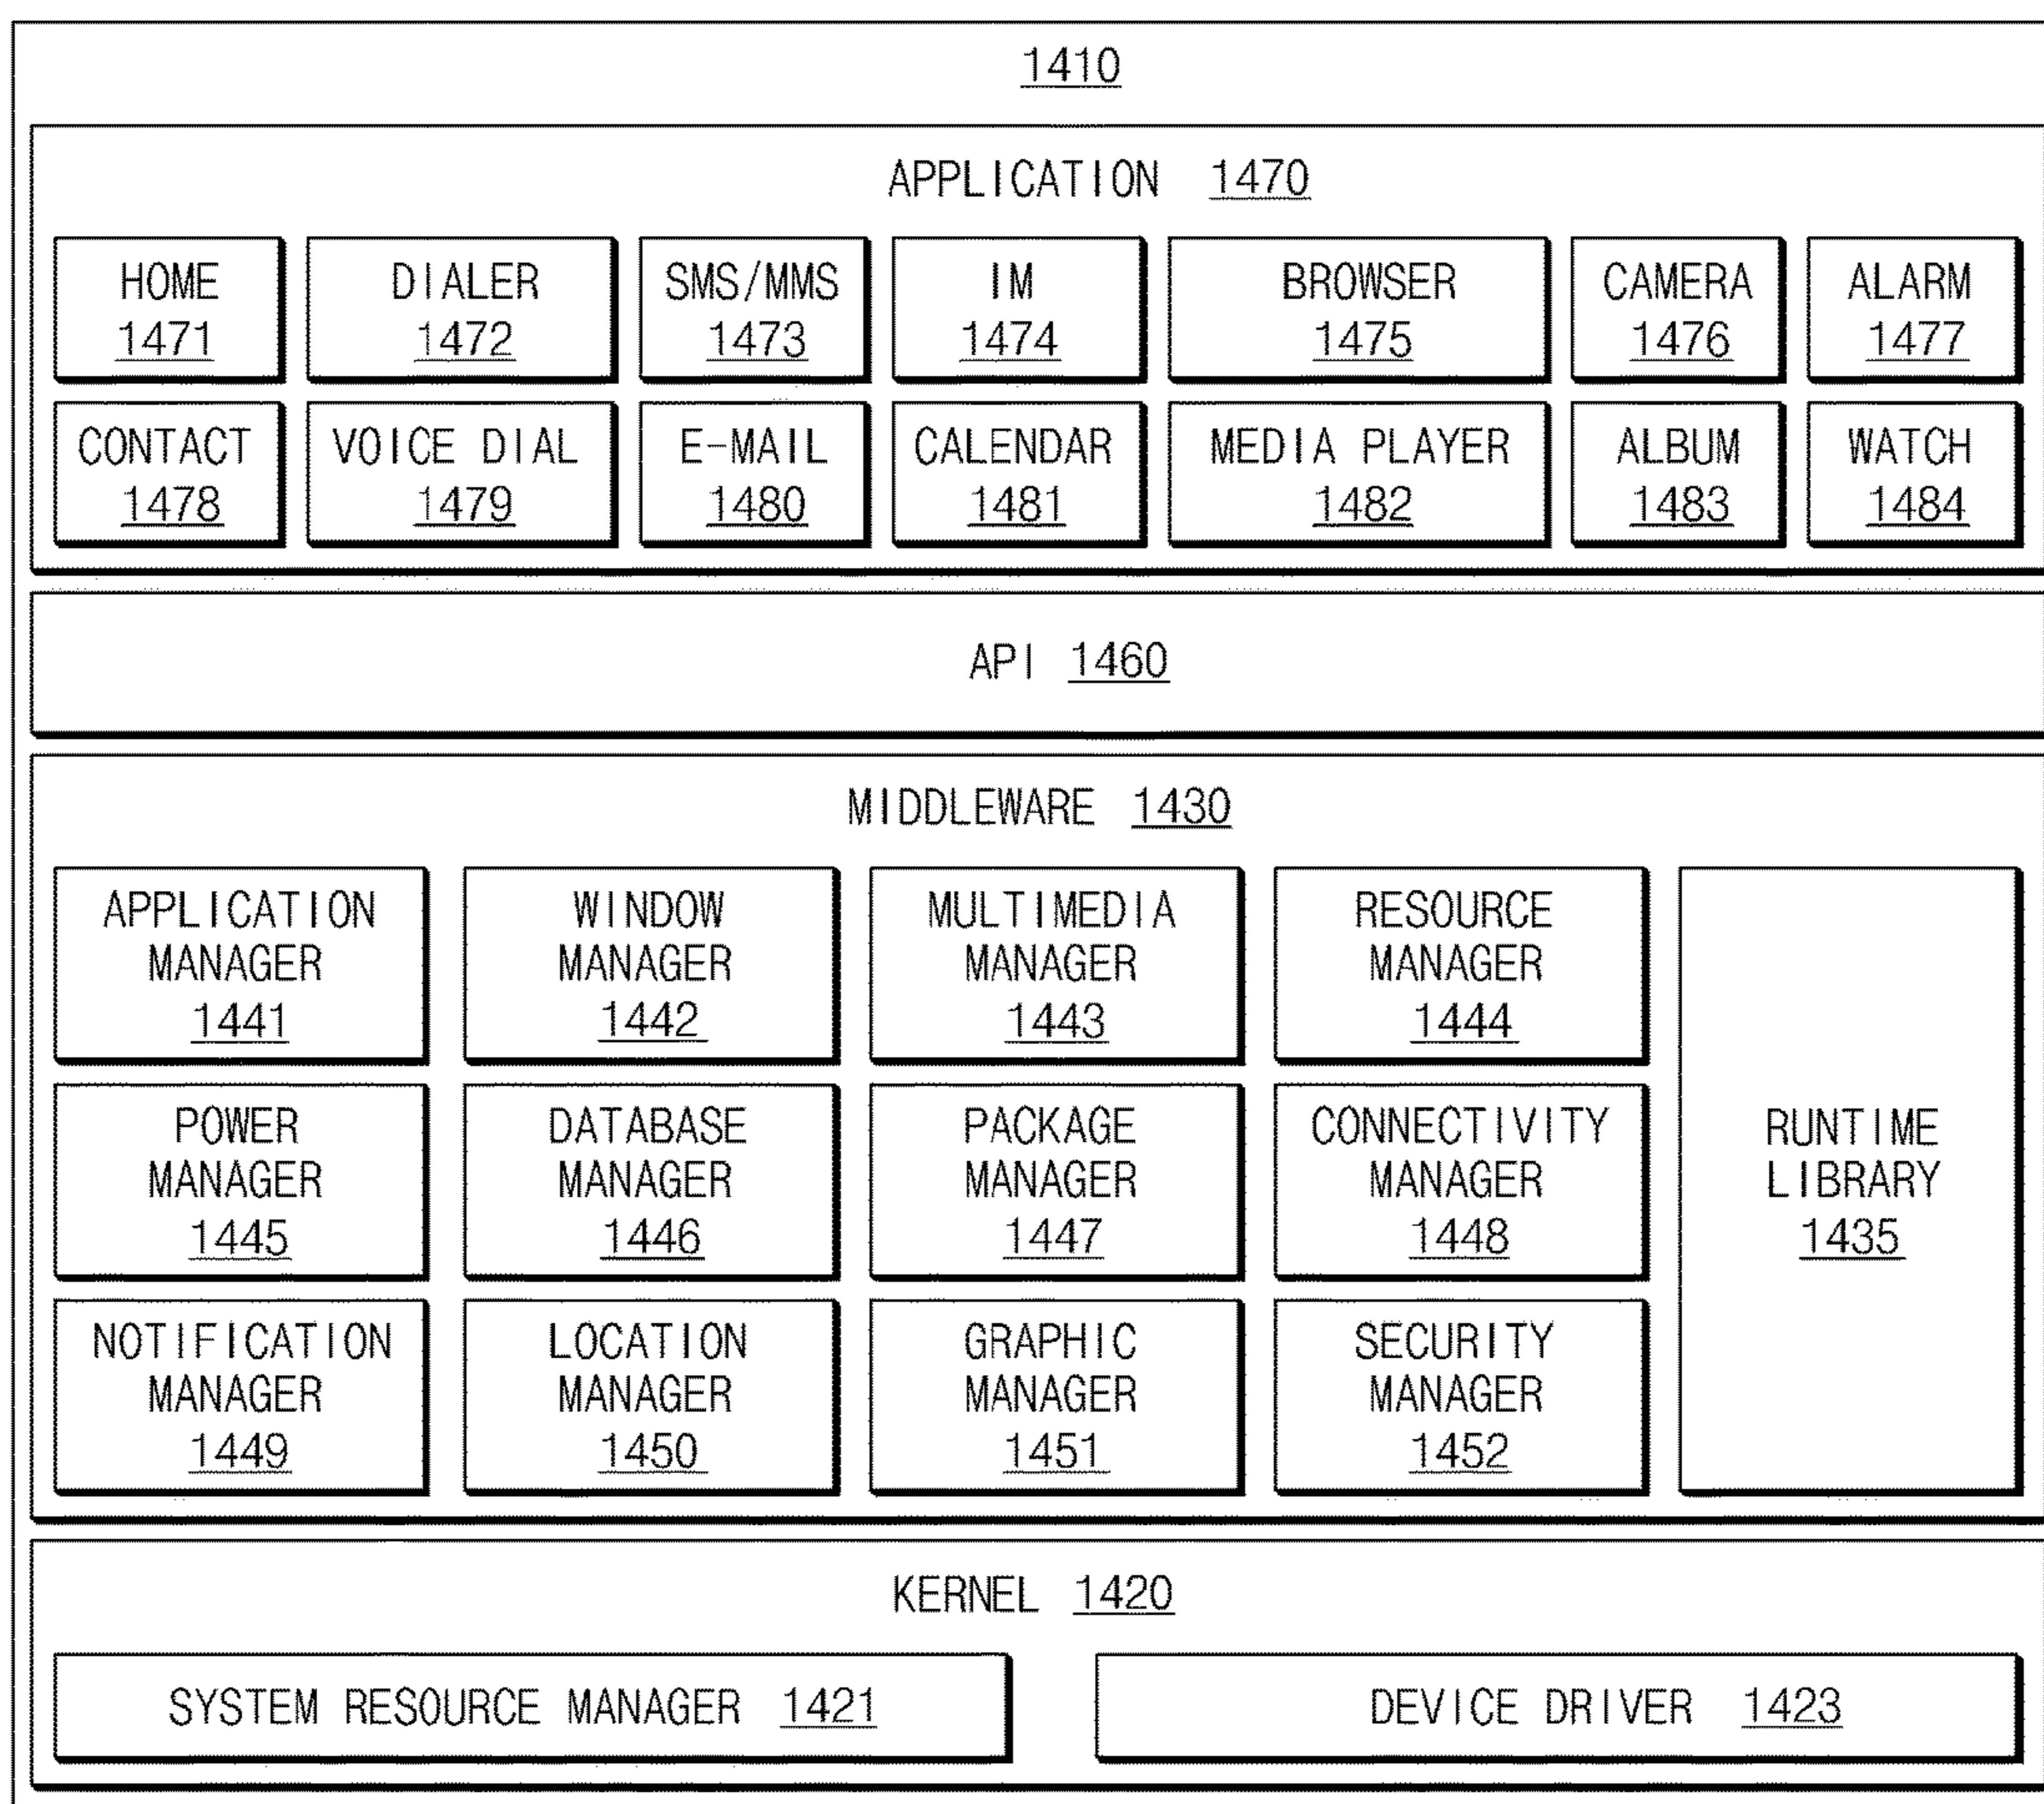 1410
APPLICATION 1470
HOME DIALER SMS/MMS IM BROWSER CAMERA ALARM
1471 1472 1473 1474 1475 1476 1477
CONTACT VOICE DIAL E-MAIL CALENDAR MEDIA PLAYER ALBUM WATCH
1478 1479 1480 1481 1482 1483 1484
API 1460
MIDDLEWARE 1430
APPLICATION WINDOW MULTIMEDIA RESOURCE
MANAGER MANAGER MANAGER MANAGER
1441 1442 1443 1444
POWER DATABASE PACKAGE CONNECTIVITY RUNTIME
MANAGER MANAGER MANAGER MANAGER LIBRARY
1445 1446 1447 1448 1435
NOTIFICATION LOCATION GRAPHIC SECURITY
MANAGER MANAGER MANAGER MANAGER
1449 1450 1451 1452
KERNEL 1420
SYSTEM RESOURCE MANAGER 1421 DEVICE DRIVER 1423